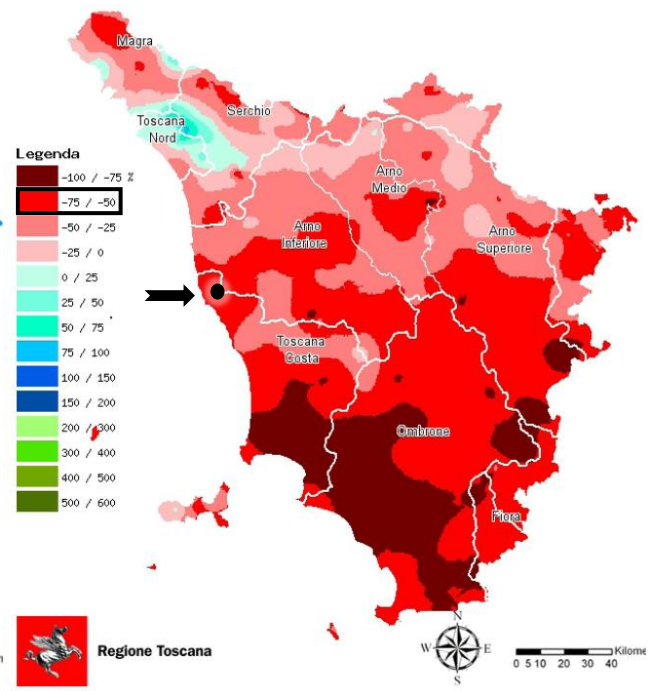 Magra
Serchio
Toscana
Nord
Legenda
-100 / -75 %
-75 / -50
-50 / -25
-25 / 0
0 / 25
25 / 50
50 / 75
75 / 100
100 / 150
150 / 200
200 / 300
300 / 400
400 / 500
500 / 600
Arno
Medio
Arno
Inferiore
Arno
Superiore
Toscana
Costa
Ombrone
Fiora
Regione Toscana
N
W E
S
Kilome
0 5 10 20 30 40